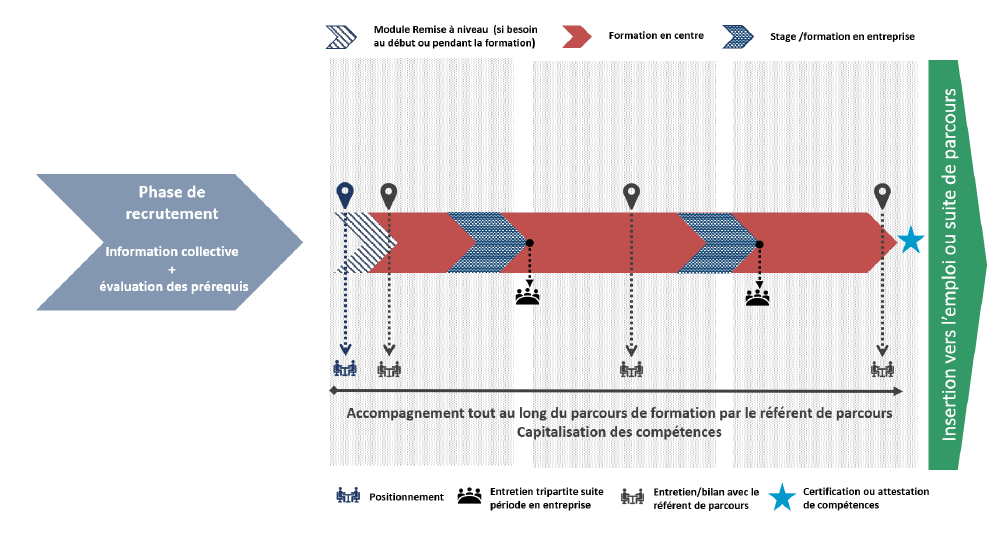 Module Remise à niveau (si besoin
au début ou pendant la formation)
Formation en centre
Stage /formation en entreprise
Phase de
recrutement
Information collective
+
évaluation des prérequis
Insertion vers l'emploi ou suite de parcours
Accompagnement tout au long du parcours de formation par le référent de parcours
Capitalisation des compétences
Positionnement
Entretien tripartite suite
période en entreprise
Entretien/bilan avec le
référent de parcours
Certification ou attestation
de compétences